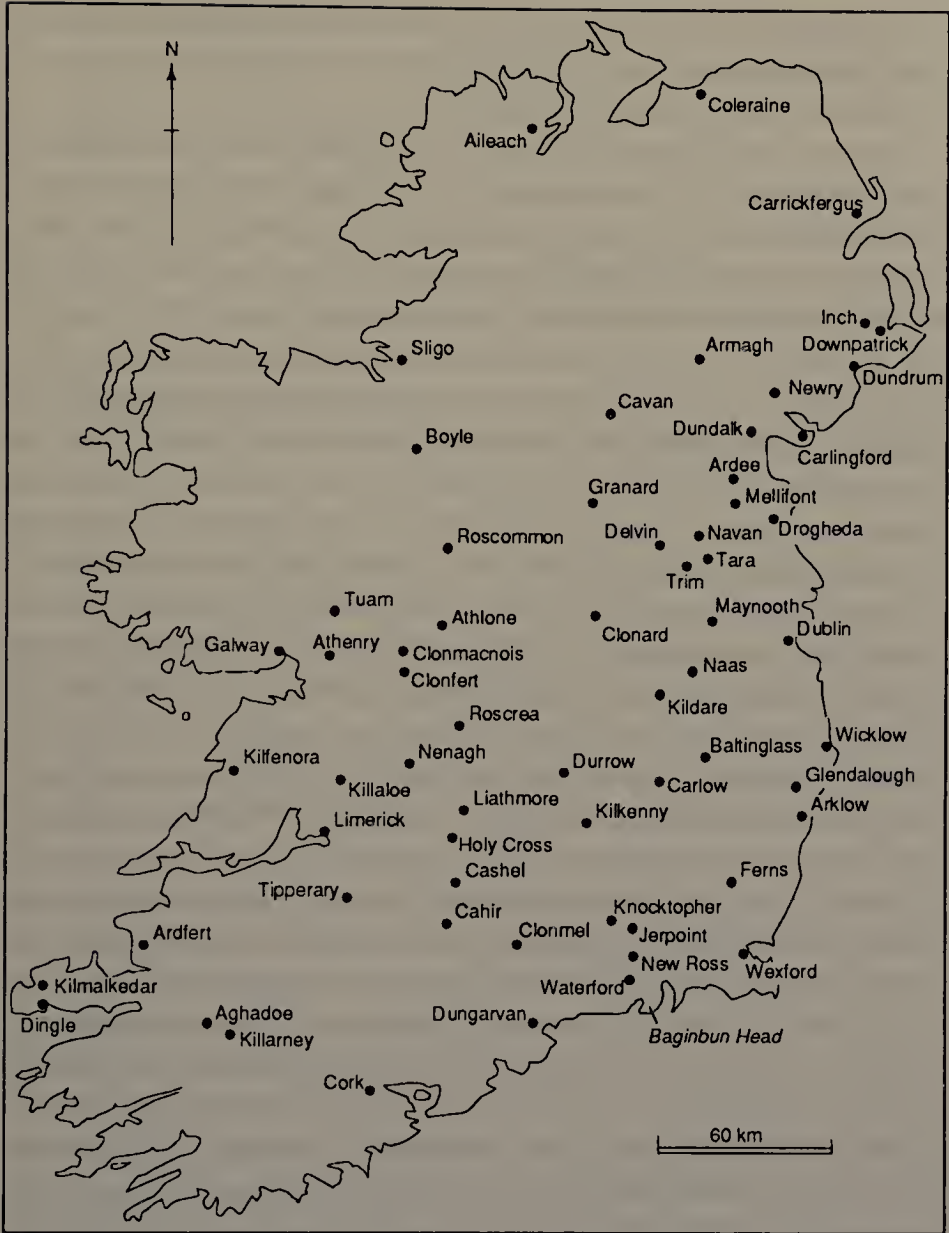 N
Coleraine
Aileach
Carrickfergus
Inch
Downpatrick
Sligo
Armagh
Dundrum
Newry
Cavan
Dundalk
Boyle
Carlingford
Ardee
Granard
Mellifont
Drogheda
Delvin
Navan
Roscommon
Tara
Trim
Tuam
Maynooth
Athlone
Clonard
Dublin
Galway
Athenry
Clonmacnois
Clonfert
Naas
Kildare
Roscrea
Wicklow
Baltinglass
Nenagh
Durrow
Kilfenora
Glendalough
Killaloe
Carlow
Liathmore
Arklow
Kilkenny
Limerick
Holy Cross
Ferns
Cashel
Tipperary
Knocktopher
Cahir
Ardfert
Clonmel
Jerpoint
New Ross
Wexford
Kilmalkedar
Waterford
Dingle
Aghadoe
Dungarvan
Killarney
Baginbun Head
Cork
60 km